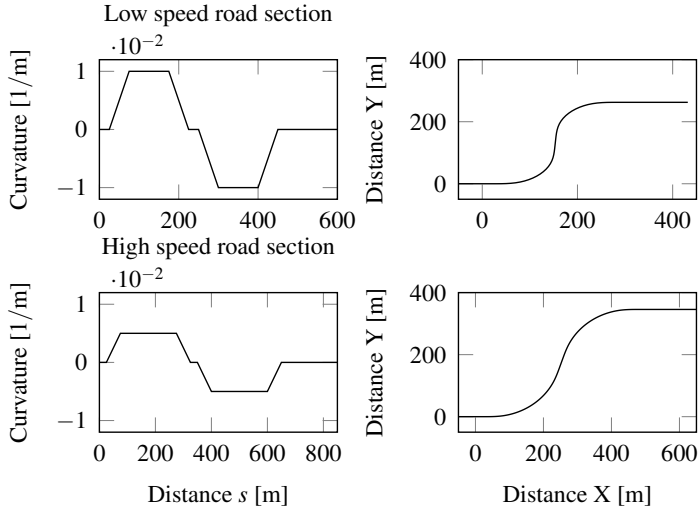 Low speed road section
·10⁻²
Curvature [1/m]
1
0
−1
0 200 400 600
Distance Y [m]
400
200
0
0 200 400
High speed road section
·10⁻²
Curvature [1/m]
1
0
−1
0 200 400 600 800
Distance s [m]
Distance Y [m]
400
200
0
0 200 400 600
Distance X [m]